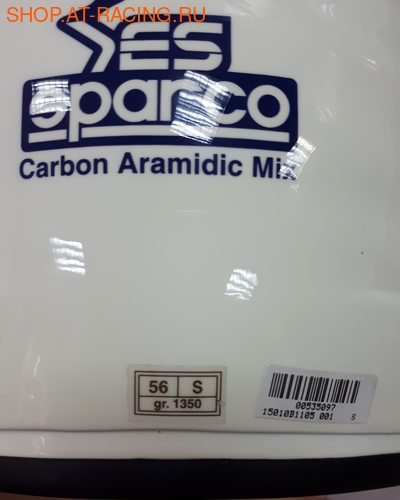 SHOP.AT-RACING.RU
YES
sparco
Carbon Aramidic Mix
56 S
gr. 1350
00535097
15010B1105 001 S